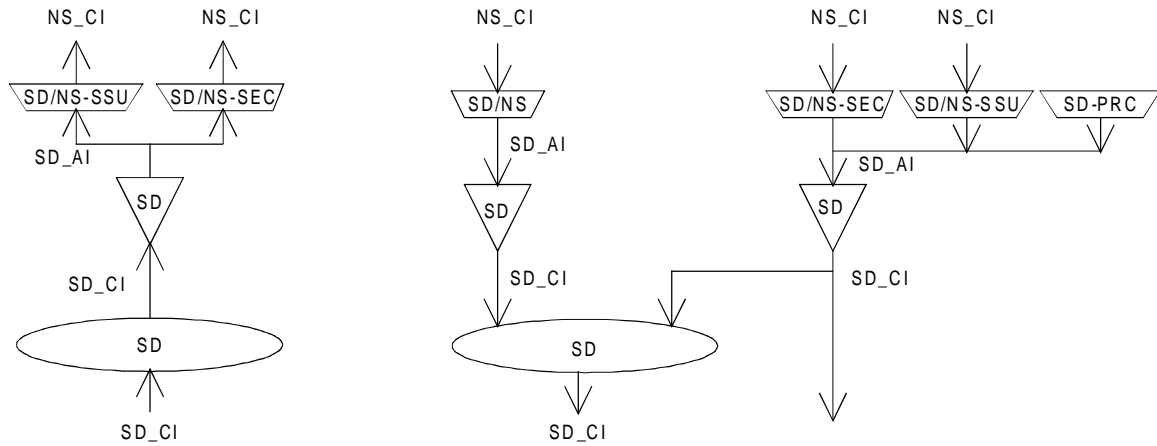 NS_CI NS_CI NS_CI NS_CI NS_CI
SD/NS-SSU SD/NS-SEC SD/NS SD/NS-SEC SD/NS-SSU SD-PRC
SD_AI SD_AI SD_AI
SD SD SD
SD_CI SD_CI SD_CI
SD SD
SD_CI SD_CI